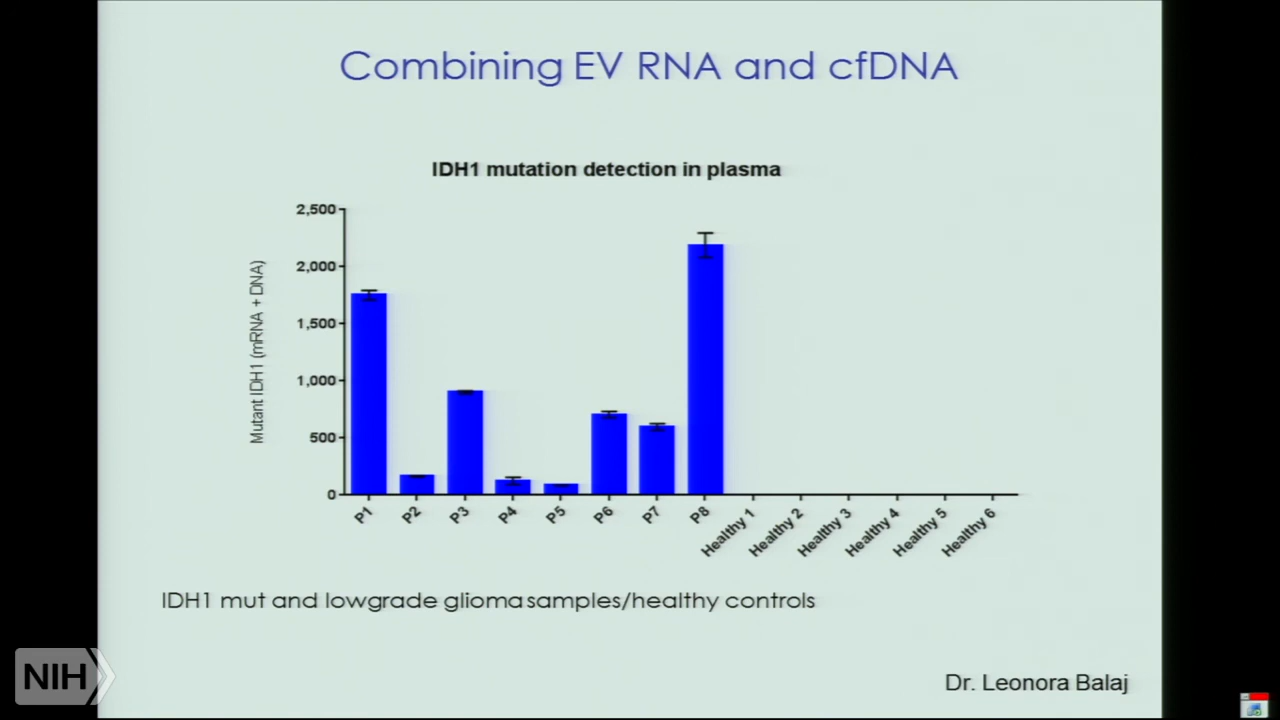 Combining EV RNA and cfDNA
IDH1 mutation detection in plasma
Mutant IDH1 (mRNA + DNA)
2,500
2,000
1,500
1,000
500
0
P1
P2
P3
P4
P5
P6
P7
P8
Healthy 1
Healthy 2
Healthy 3
Healthy 4
Healthy 5
Healthy 6
IDH1 mut and lowgrade glioma samples/healthy controls
NIH
Dr. Leonora Balaj